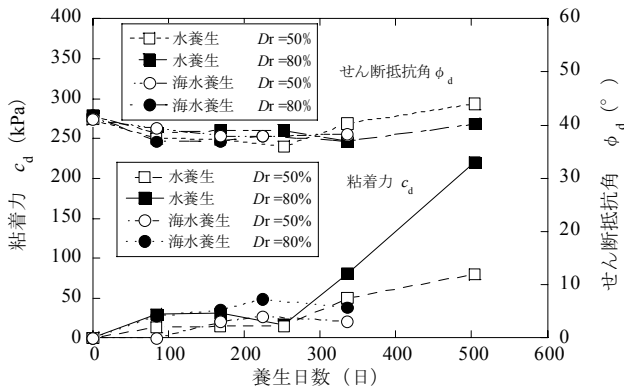 400
350
300
250
200
150
100
50
0
粘着力 c_d (kPa)
60
50
40
30
20
10
0
せん断抵抗角 φ_d (°)
0 100 200 300 400 500 600
養生日数（日）
水養生 Dr=50%
水養生 Dr=80%
海水養生 Dr=50%
海水養生 Dr=80%
せん断抵抗角 φ_d
水養生 Dr=50%
水養生 Dr=80%
海水養生 Dr=50%
海水養生 Dr=80%
粘着力 c_d